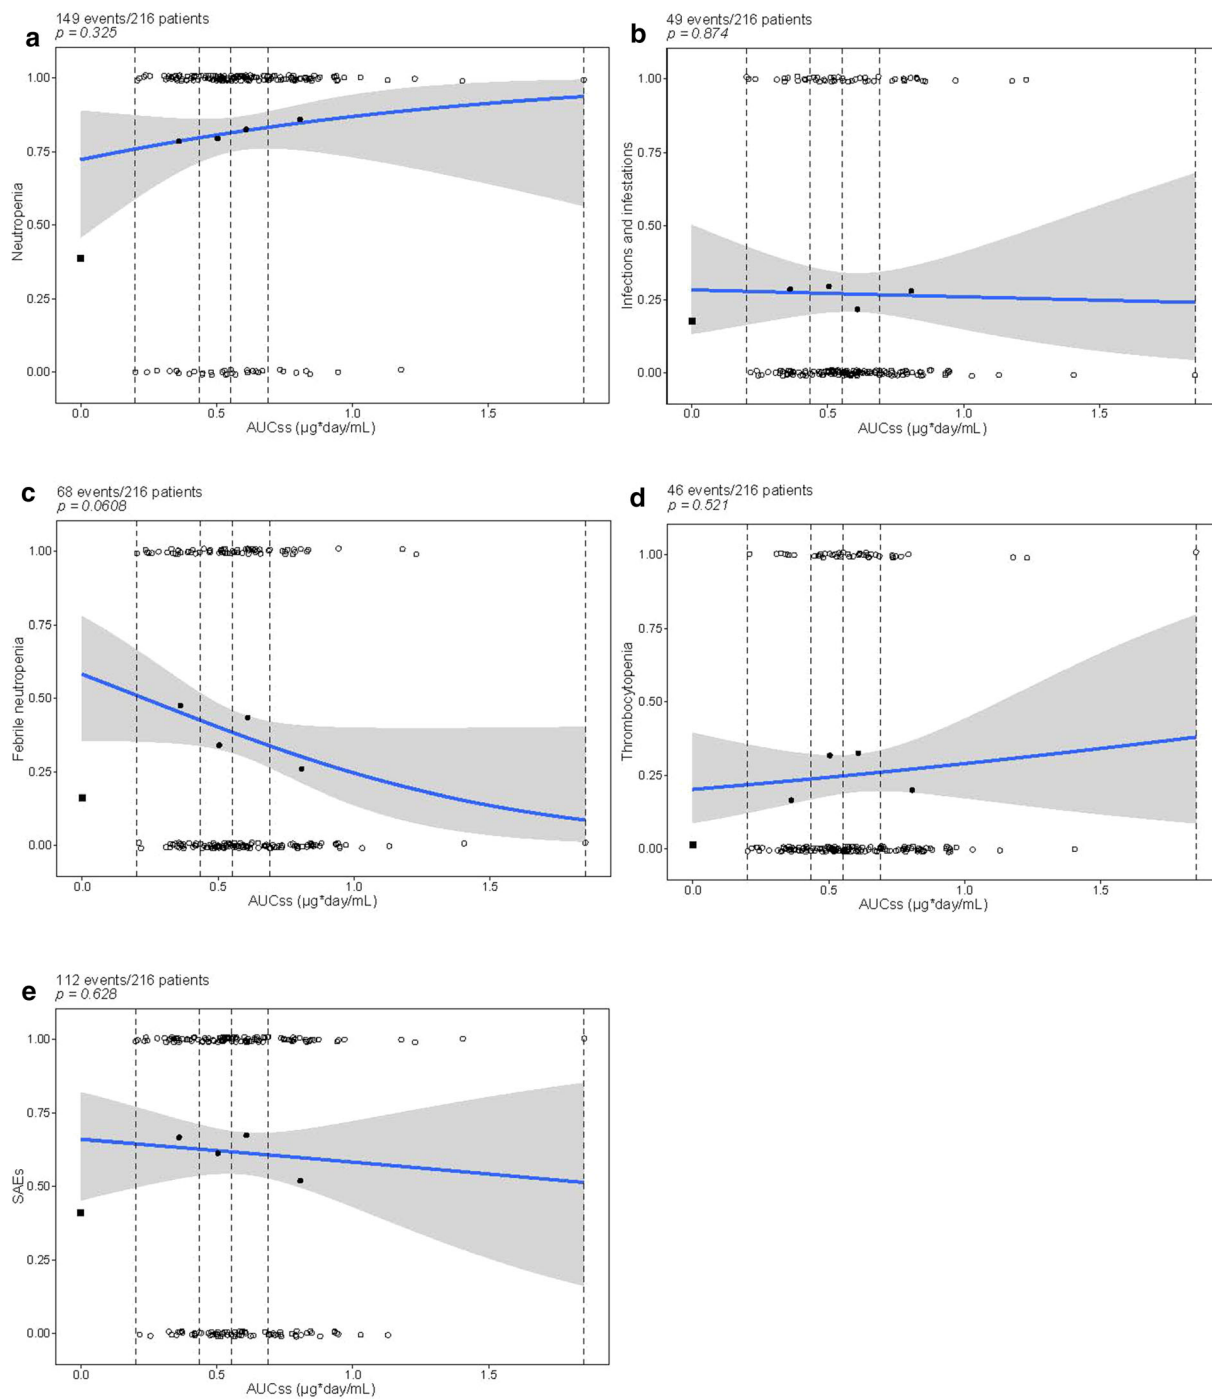 a
149 events/216 patients
p = 0.325
1.00
0.75
0.50
0.25
0.00
Neutropenia
0.0 0.5 1.0 1.5
AUCss (µg*day/mL)
b
49 events/216 patients
p = 0.874
1.00
0.75
0.50
0.25
0.00
Infections and infestations
0.0 0.5 1.0 1.5
AUCss (µg*day/mL)
c
68 events/216 patients
p = 0.0608
1.00
0.75
0.50
0.25
0.00
Febrile neutropenia
0.0 0.5 1.0 1.5
AUCss (µg*day/mL)
d
46 events/216 patients
p = 0.521
1.00
0.75
0.50
0.25
0.00
Thrombocytopenia
0.0 0.5 1.0 1.5
AUCss (µg*day/mL)
e
112 events/216 patients
p = 0.628
1.00
0.75
0.50
0.25
0.00
SAEs
0.0 0.5 1.0 1.5
AUCss (µg*day/mL)